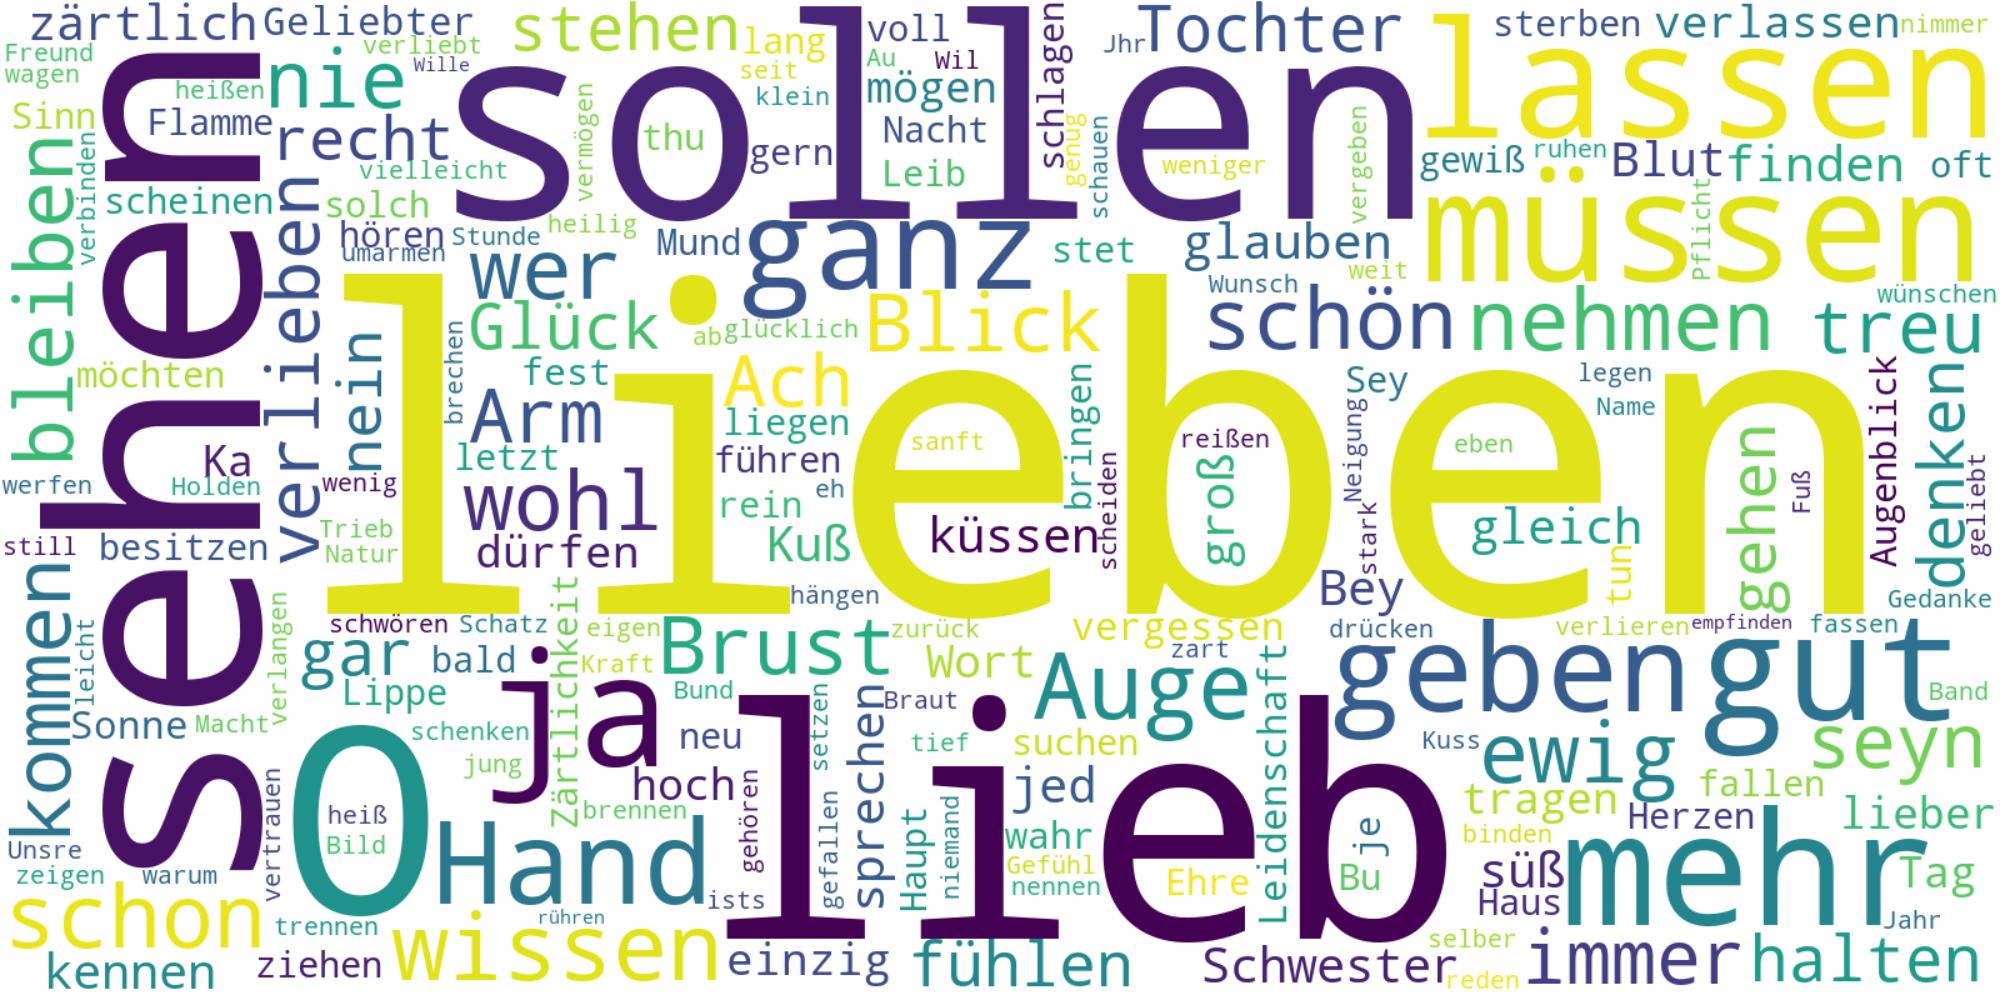 zärtlich Geliebter stehen lang voll Jhr Tochter lassen sterben verlassen nimmer
Freund wagen heißen nie verliebt Wille seit klein Au Wil mögen schlagen
Sinn Flamme recht vielleicht vermögen sollen thu gern Nacht Leib genug schauen weniger vergeben gewiß ruhen Blut finden oft
sehen bleiben verbinden scheinen verlieben solch hören umarmen Stunde heilig Mund ganz stet glauben müssen Pflicht weit
wer Glück ab glücklich Blick Wunsch schön nehmen wünschen treu
möchten nein brechen fest Ach Arm liegen lieben bringen Sey legen Name Augenblick denken
Ka Holden werfen wenig letzt führen sanft reißen Neigung eben gehen Fuß geliebt
wohl rein eh küssen scheiden groß stark gleich
still besitzen Trieb Natur dürfen Kuß hängen Bey tun Gedanke
kommen leicht verlangen schwören Schatz Zärtlichkeit eigen Brust zurück vergessen drücken verlieren empfinden fassen
gar bald Kraft Wort zart geben gut Band
Lippe ja Bund Braut Auge Leidenschaft
Sonne Macht O schenken jung neu setzen sprechen tief suchen Kuss ewig seyn
hoch brennen lieb jed fallen tragen Herzen lieber
Unsre zeigen warum vertrauen heiß Bild Hand gehören gefallen Haupt niemand wahr Gefühl nennen Ehre Bu je binden süß Haus mehr Tag
schon trennen wissen rühren ists Jahr
kennen ziehen einzig fühlen Schwester selber reden immer halten